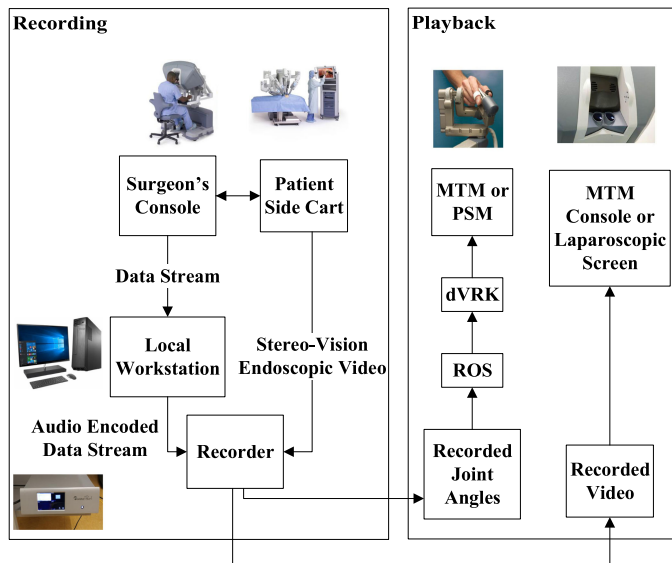 Recording
Surgeon's
Console
Patient
Side Cart
Data Stream
Local
Workstation
Stereo-Vision
Endoscopic Video
Audio Encoded
Data Stream
Recorder
Playback
MTM or
PSM
MTM
Console or
Laparoscopic
Screen
dVRK
ROS
Recorded
Joint
Angles
Recorded
Video